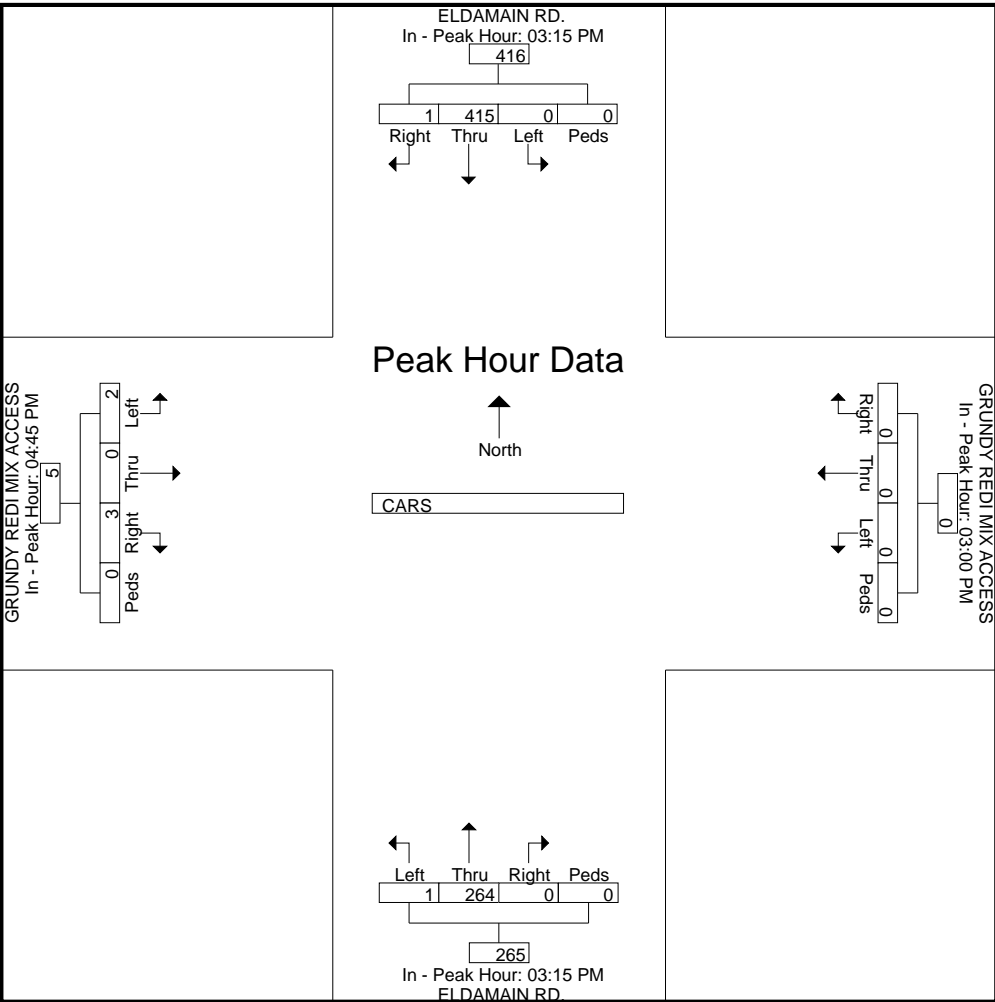 ELDAMAIN RD.
In - Peak Hour: 03:15 PM
416
1 415 0 0
Right Thru Left Peds
Peak Hour Data
North
CARS
GRUNDY REDI MIX ACCESS
In - Peak Hour: 04:45 PM
5
2 0 3 0
Left Thru Right Peds
GRUNDY REDI MIX ACCESS
In - Peak Hour: 03:00 PM
0
0 0 0 0
Right Thru Left Peds
Left Thru Right Peds
1 264 0 0
265
In - Peak Hour: 03:15 PM
ELDAMAIN RD.